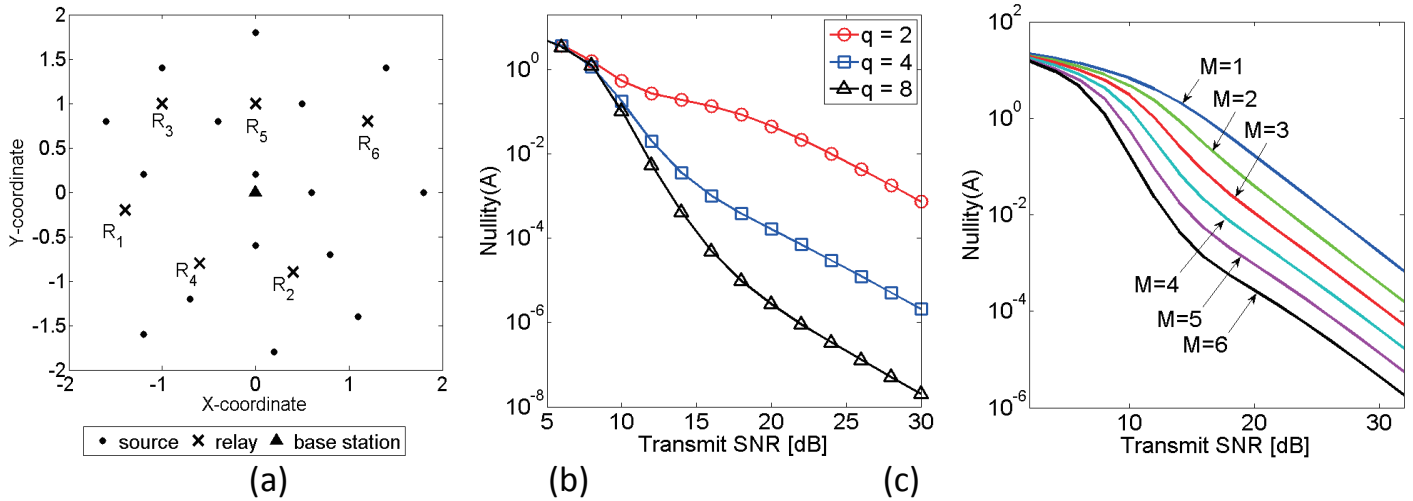 2
1.5
1
0.5
0
-0.5
-1
-1.5
-2
-2
-1
0
1
2
Y-coordinate
X-coordinate
R3
R5
R6
R1
R4
R2
source
relay
base station
(a)
10^0
10^-2
10^-4
10^-6
10^-8
5
10
15
20
25
30
Nullity(A)
Transmit SNR [dB]
q = 2
q = 4
q = 8
(b)
10^2
10^0
10^-2
10^-4
10^-6
10
20
30
Nullity(A)
Transmit SNR [dB]
M=1
M=2
M=3
M=4
M=5
M=6
(c)